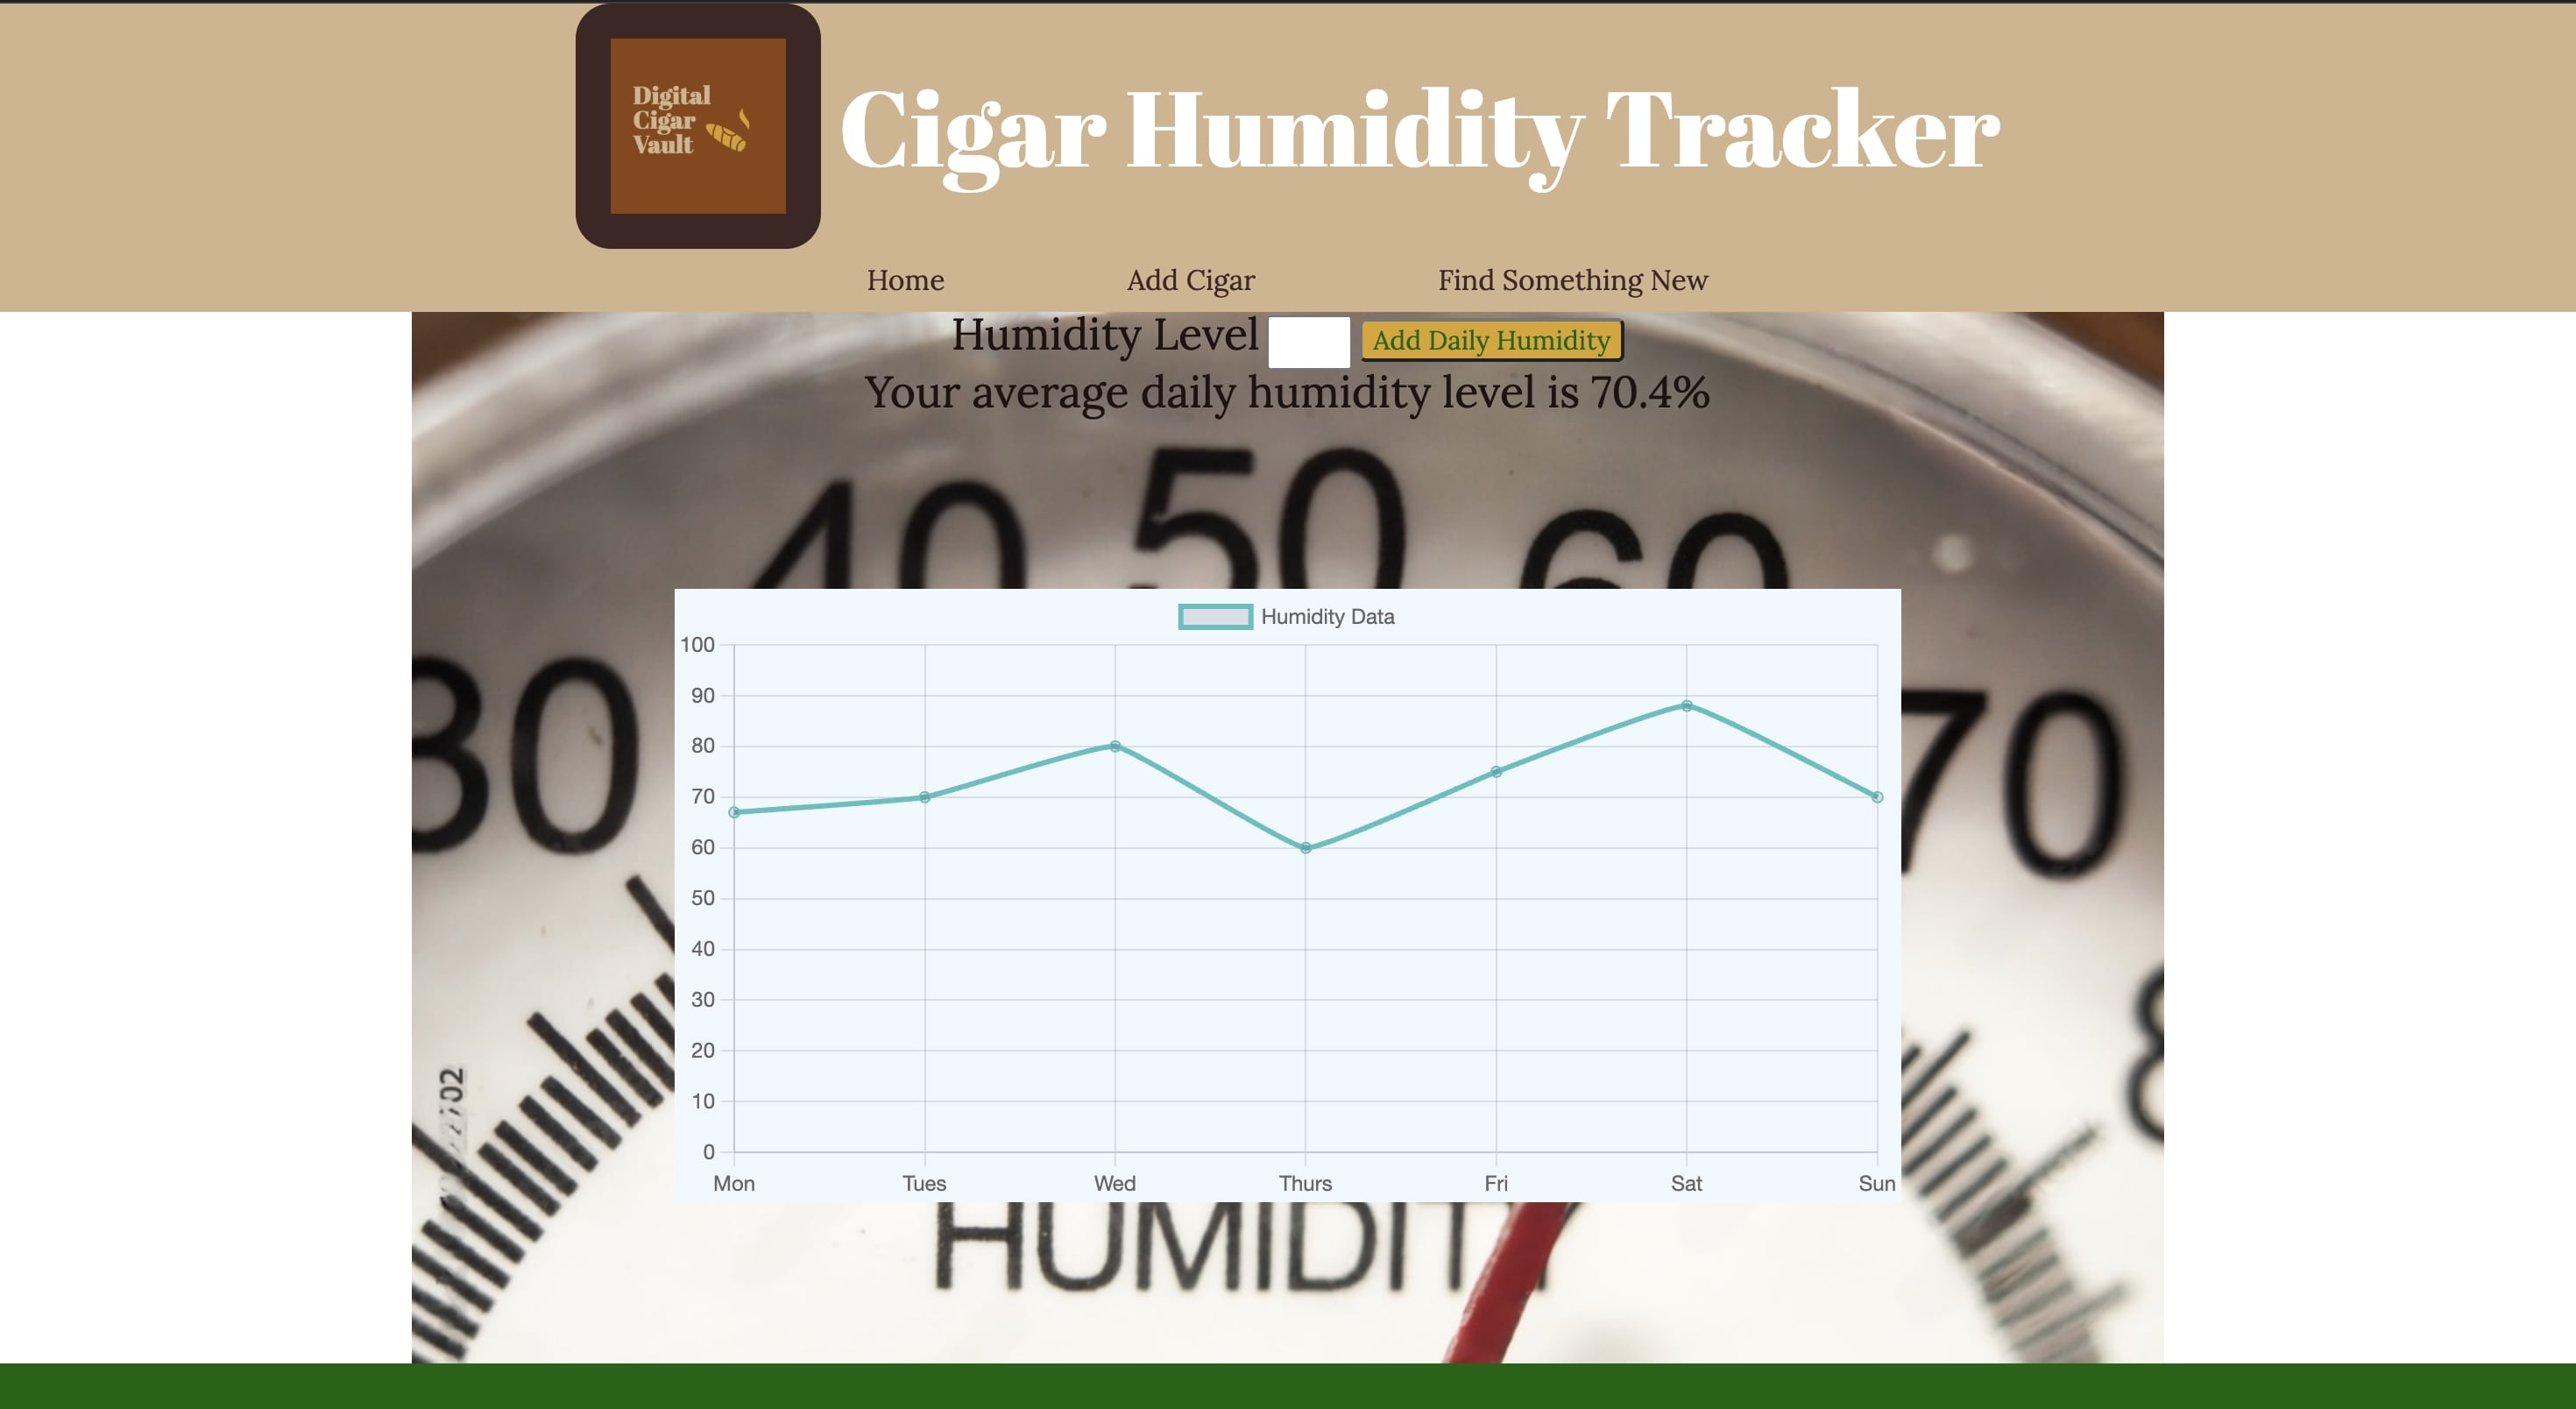 Digital
Cigar
Vault
Cigar Humidity Tracker
Home Add Cigar Find Something New
Humidity Level Add Daily Humidity
Your average daily humidity level is 70.4%
40 50 60
30
70
Humidity Data
100
90
80
70
60
50
40
30
20
10
0
Mon Tues Wed Thurs Fri Sat Sun
HUMIDITY